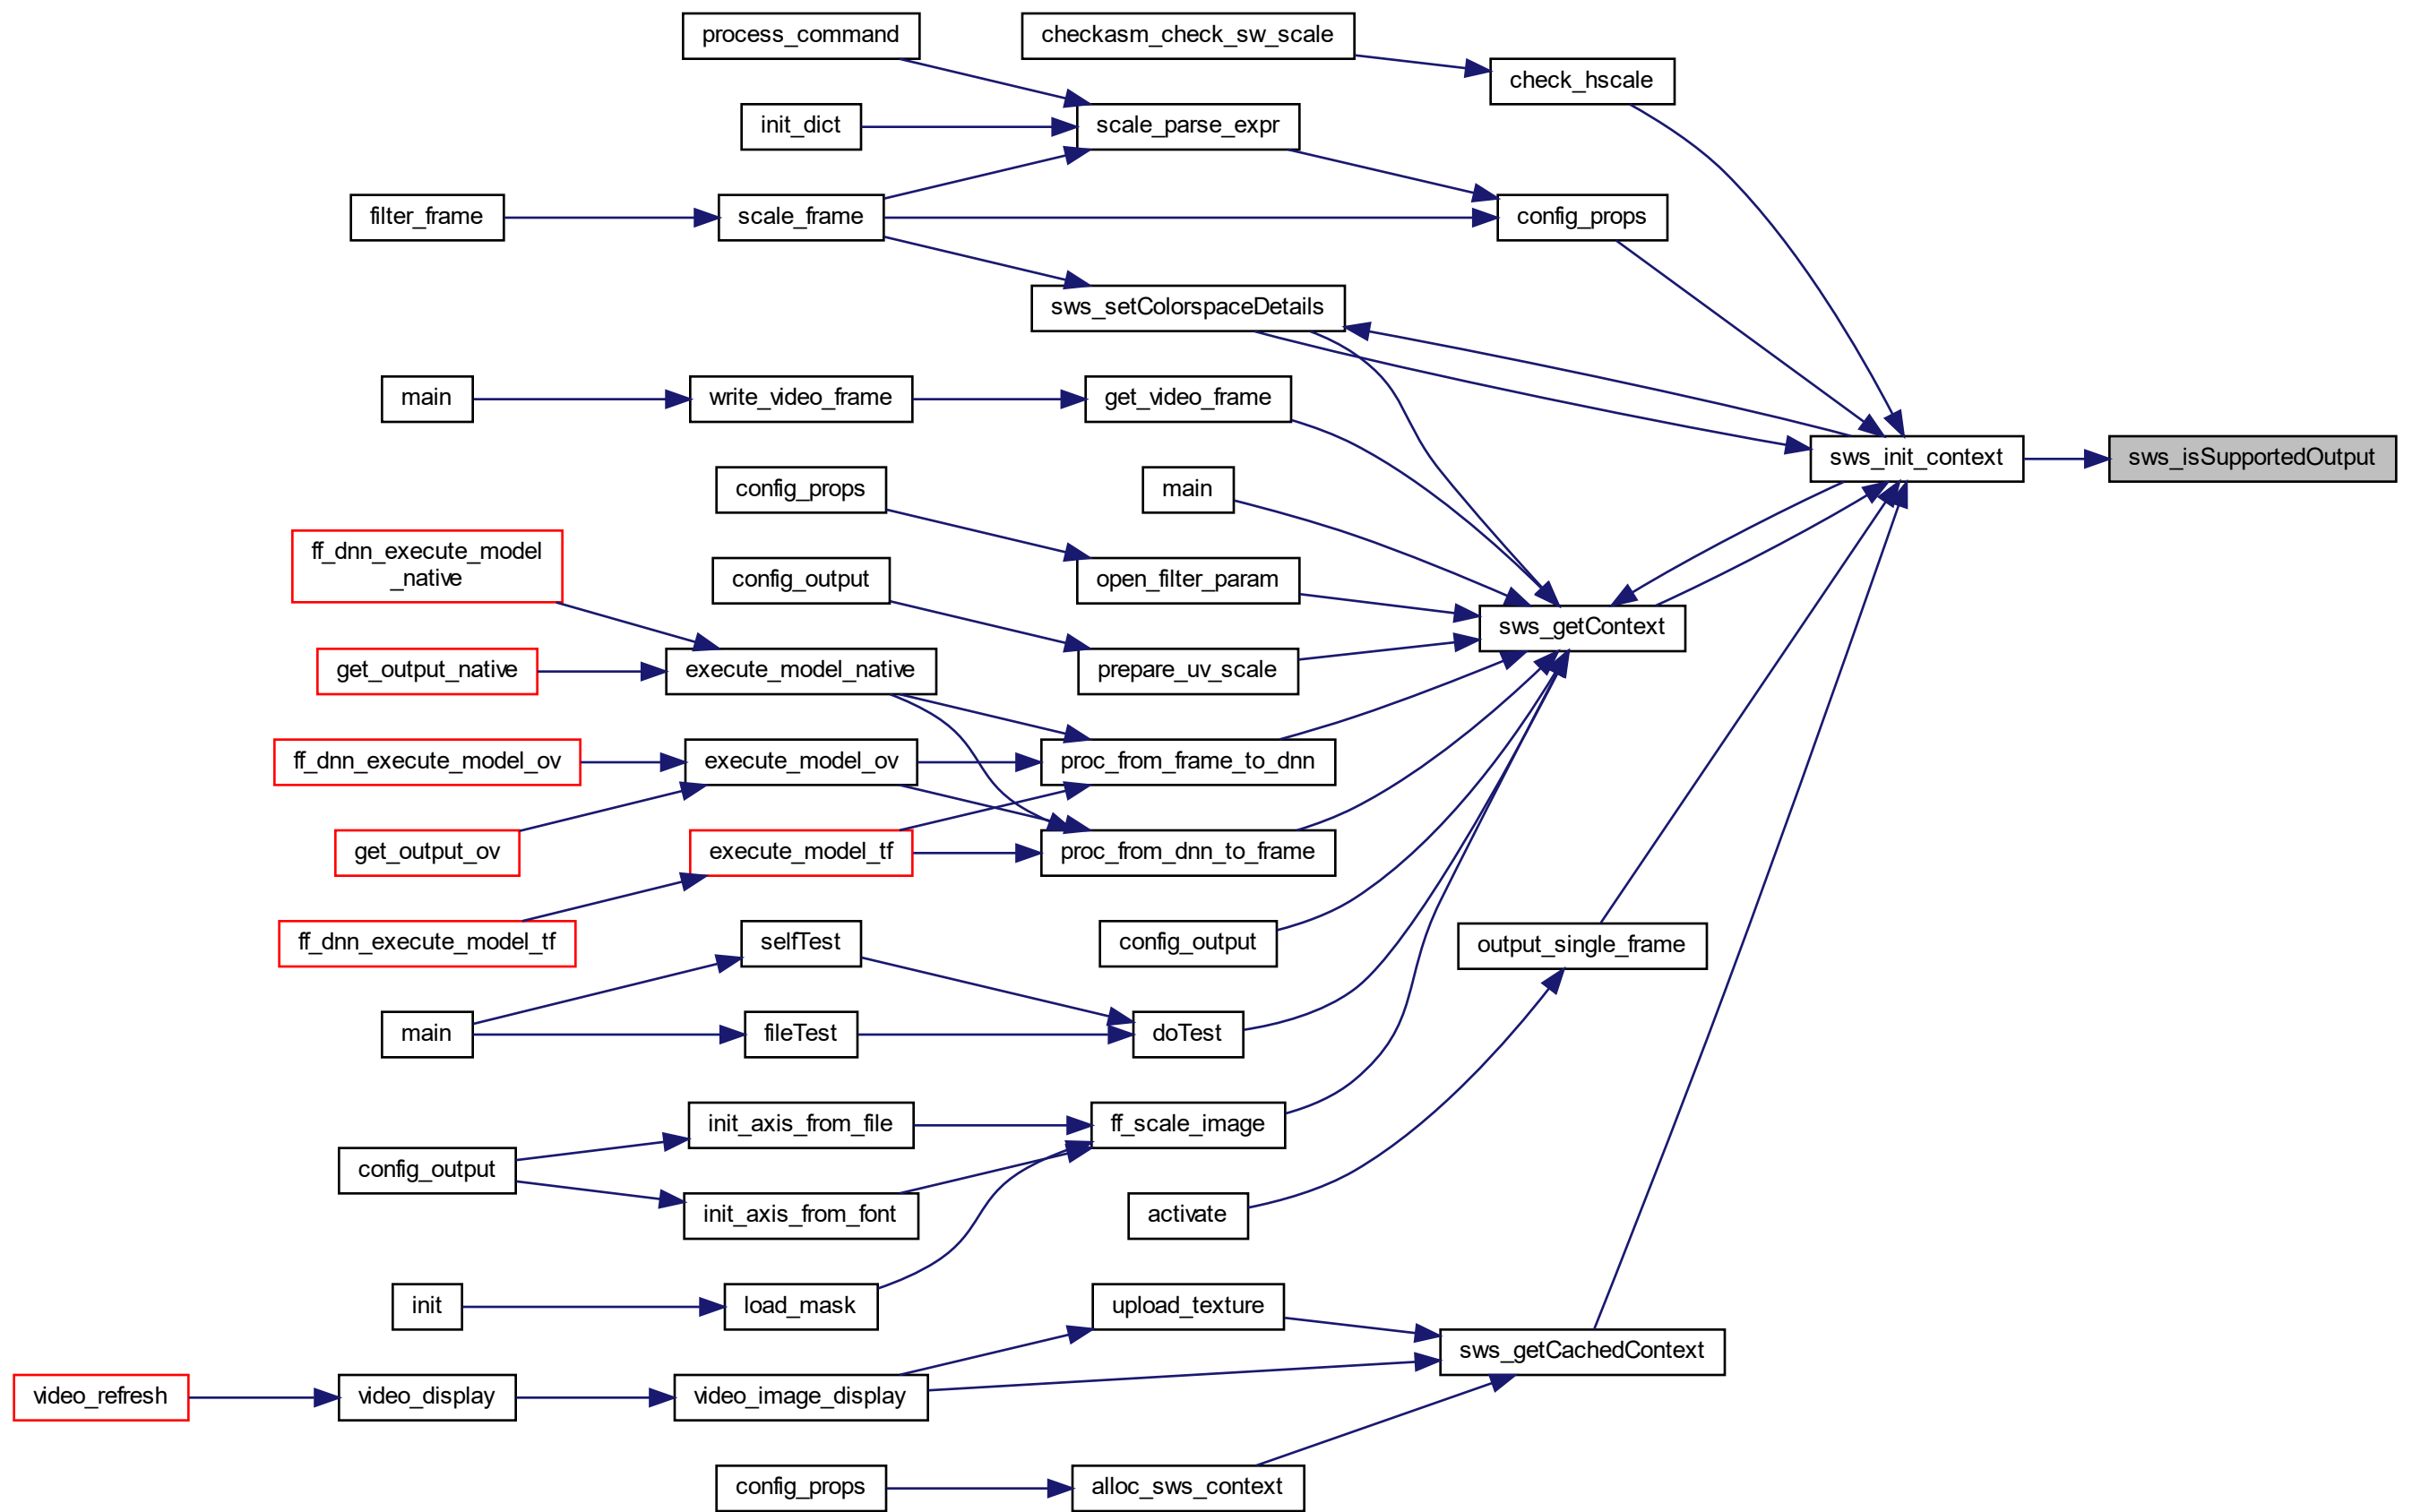 process_command
checkasm_check_sw_scale
check_hscale
init_dict
scale_parse_expr
filter_frame
scale_frame
config_props
sws_setColorspaceDetails
main
write_video_frame
get_video_frame
sws_init_context
sws_isSupportedOutput
config_props
main
ff_dnn_execute_model
_native
config_output
open_filter_param
sws_getContext
get_output_native
execute_model_native
prepare_uv_scale
ff_dnn_execute_model_ov
execute_model_ov
proc_from_frame_to_dnn
get_output_ov
execute_model_tf
proc_from_dnn_to_frame
ff_dnn_execute_model_tf
selfTest
config_output
output_single_frame
main
fileTest
doTest
init_axis_from_file
ff_scale_image
config_output
init_axis_from_font
activate
init
load_mask
upload_texture
sws_getCachedContext
video_refresh
video_display
video_image_display
config_props
alloc_sws_context